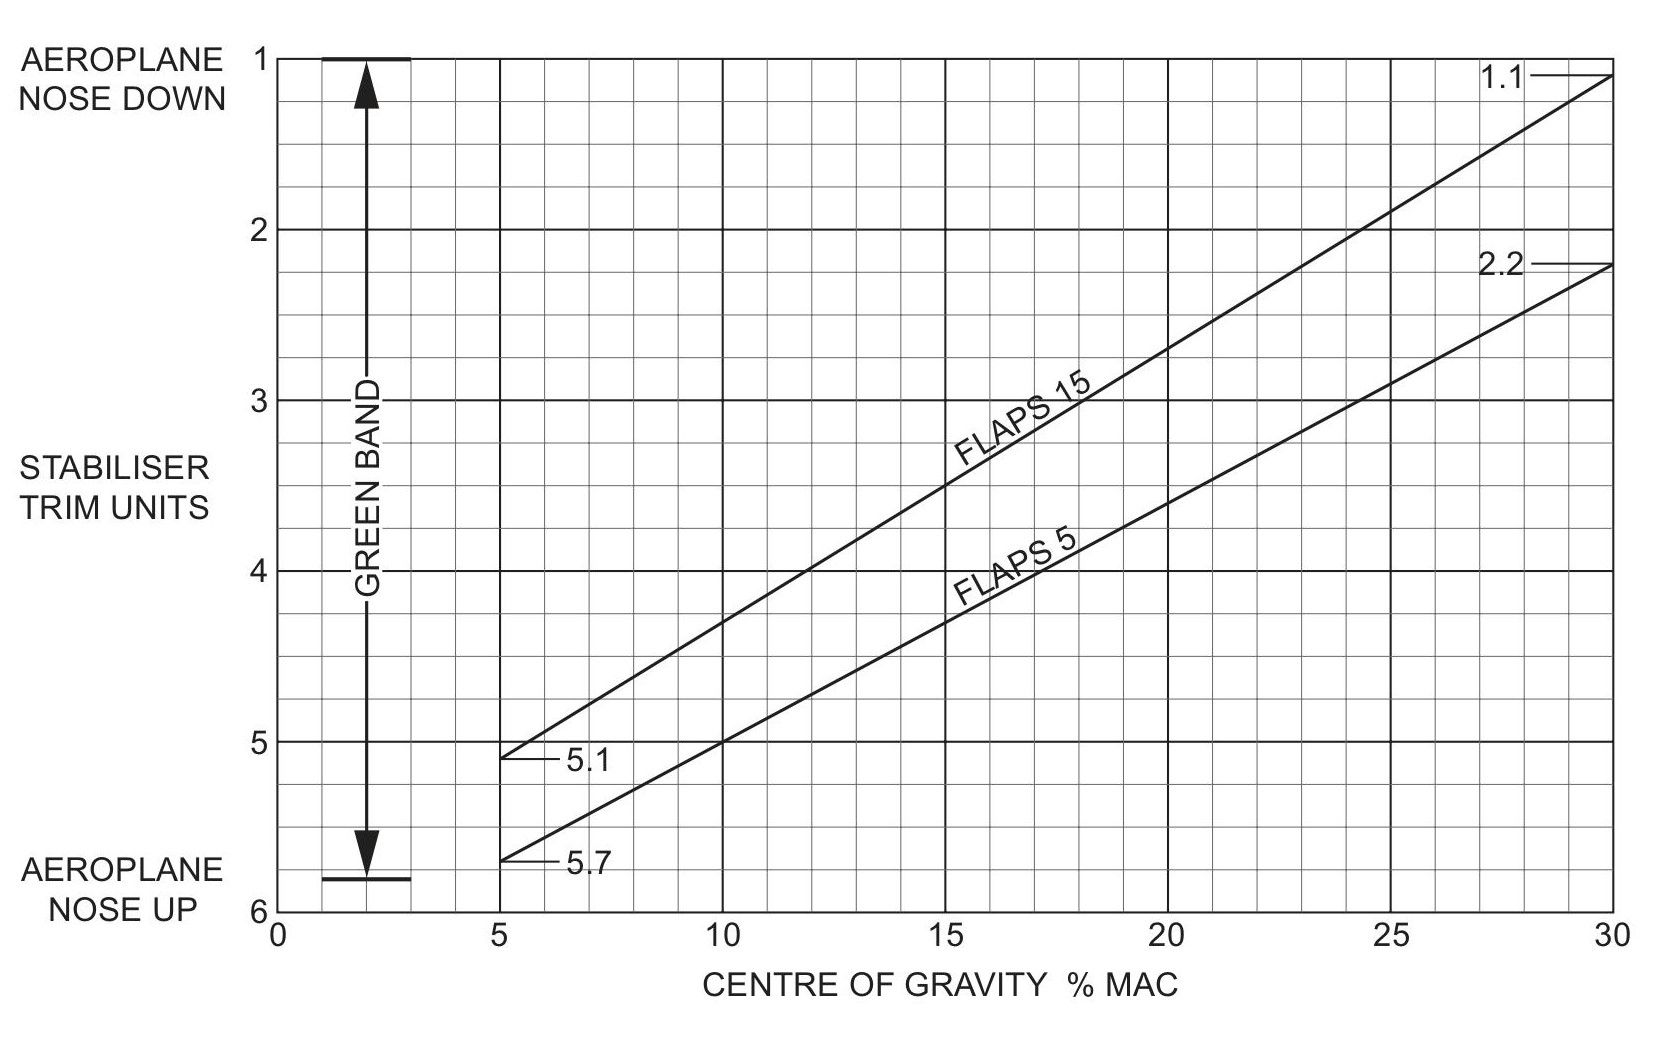 AEROPLANE
NOSE DOWN
1
1.1
2
2.2
3
FLAPS 15
GREEN BAND
STABILISER
TRIM UNITS
4
FLAPS 5
5
5.1
5.7
AEROPLANE
NOSE UP
6
0 5 10 15 20 25 30
CENTRE OF GRAVITY % MAC